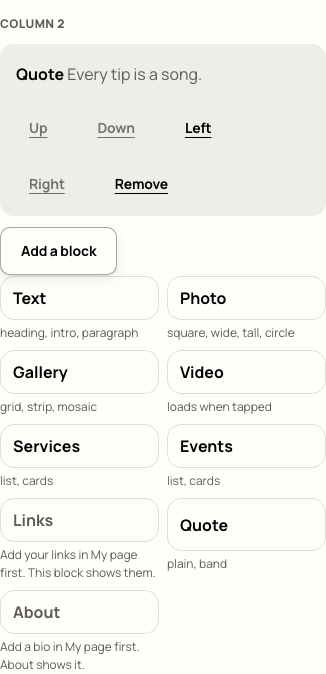 COLUMN 2
Quote Every tip is a song.
Up Down Left
Right Remove
Add a block
Text Photo
heading, intro, paragraph square, wide, tall, circle
Gallery Video
grid, strip, mosaic loads when tapped
Services Events
list, cards list, cards
Links Quote
Add your links in My page
first. This block shows them.
plain, band
About
Add a bio in My page first.
About shows it.